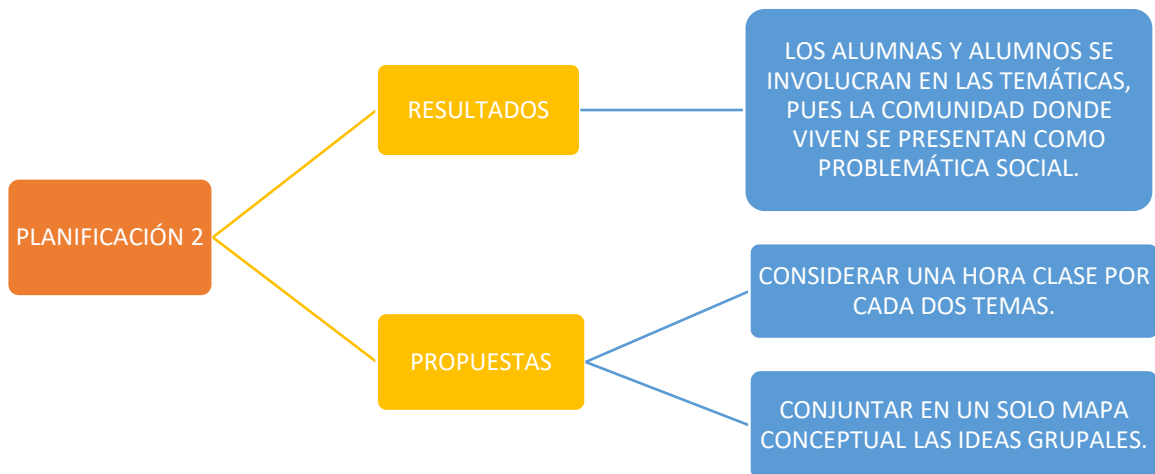 PLANIFICACIÓN 2
RESULTADOS
LOS ALUMNAS Y ALUMNOS SE
INVOLUCRAN EN LAS TEMÁTICAS,
PUES LA COMUNIDAD DONDE
VIVEN SE PRESENTAN COMO
PROBLEMÁTICA SOCIAL.
PROPUESTAS
CONSIDERAR UNA HORA CLASE POR
CADA DOS TEMAS.
CONJUNTAR EN UN SOLO MAPA
CONCEPTUAL LAS IDEAS GRUPALES.